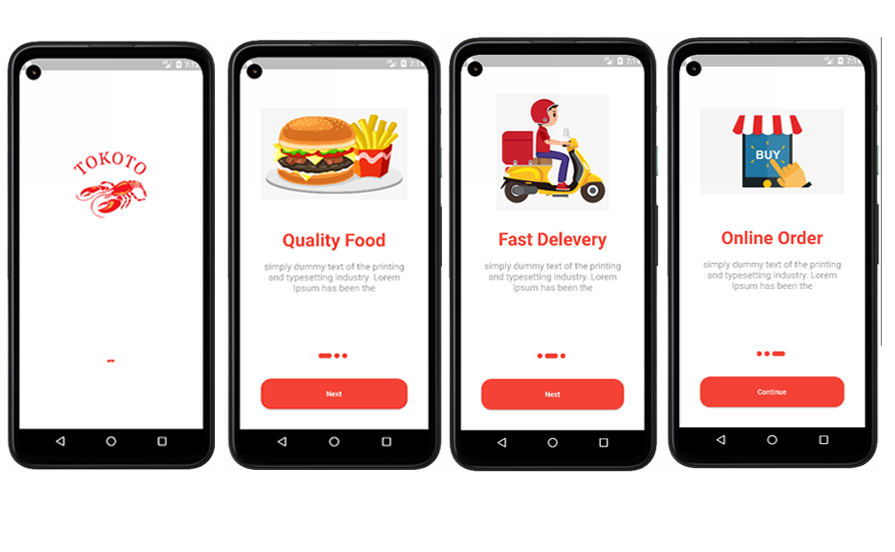 TOKOTO
Quality Food
simply dummy text of the printing
and typesetting industry. Lorem
Ipsum has been the
Next
Fast Delevery
simply dummy text of the printing
and typesetting industry. Lorem
Ipsum has been the
Next
BUY
Online Order
simply dummy text of the printing
and typesetting industry. Lorem
Ipsum has been the
Continue